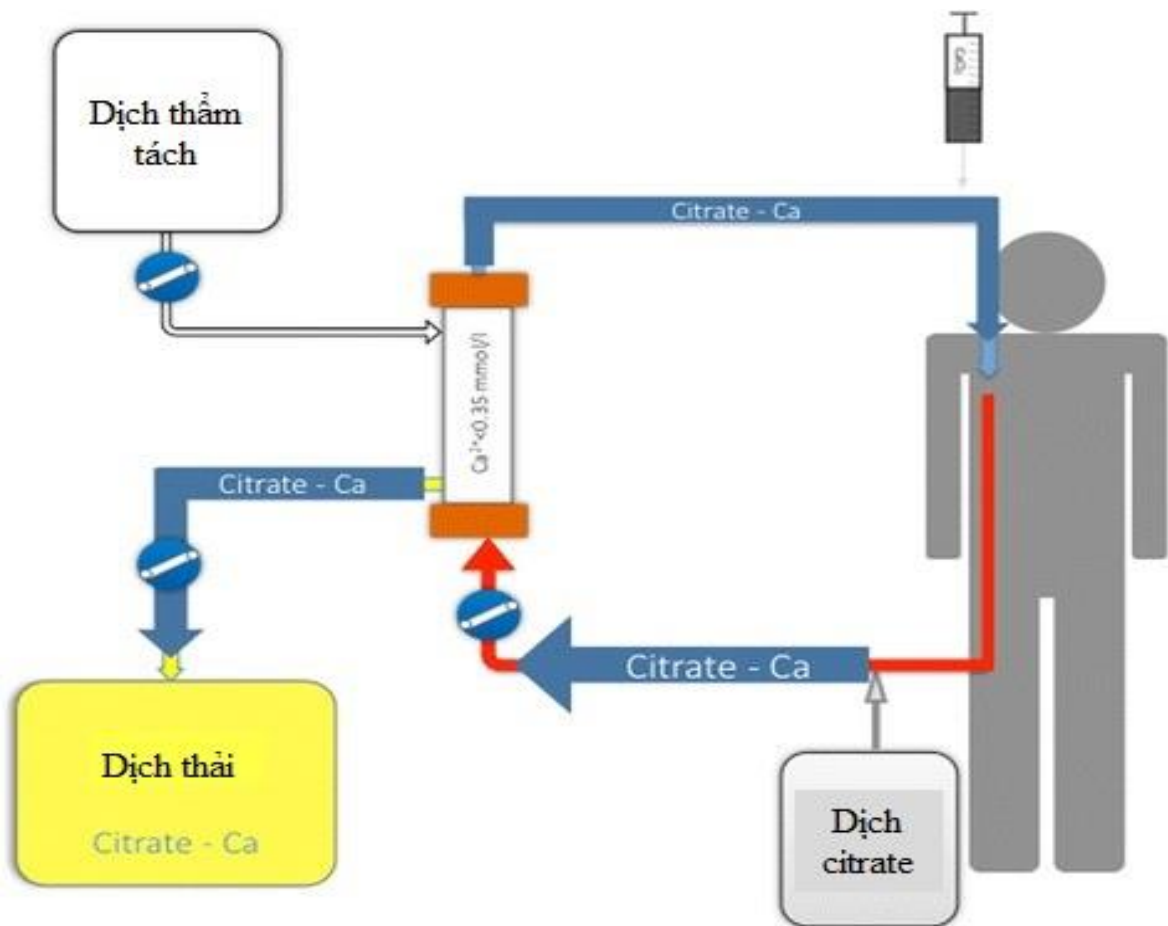 Dịch thẩm
tách
CaCl₂
Citrate - Ca
Ca²⁺<0.35 mmol/l
Citrate - Ca
Citrate - Ca
Dịch thải
Citrate - Ca
Dịch
citrate